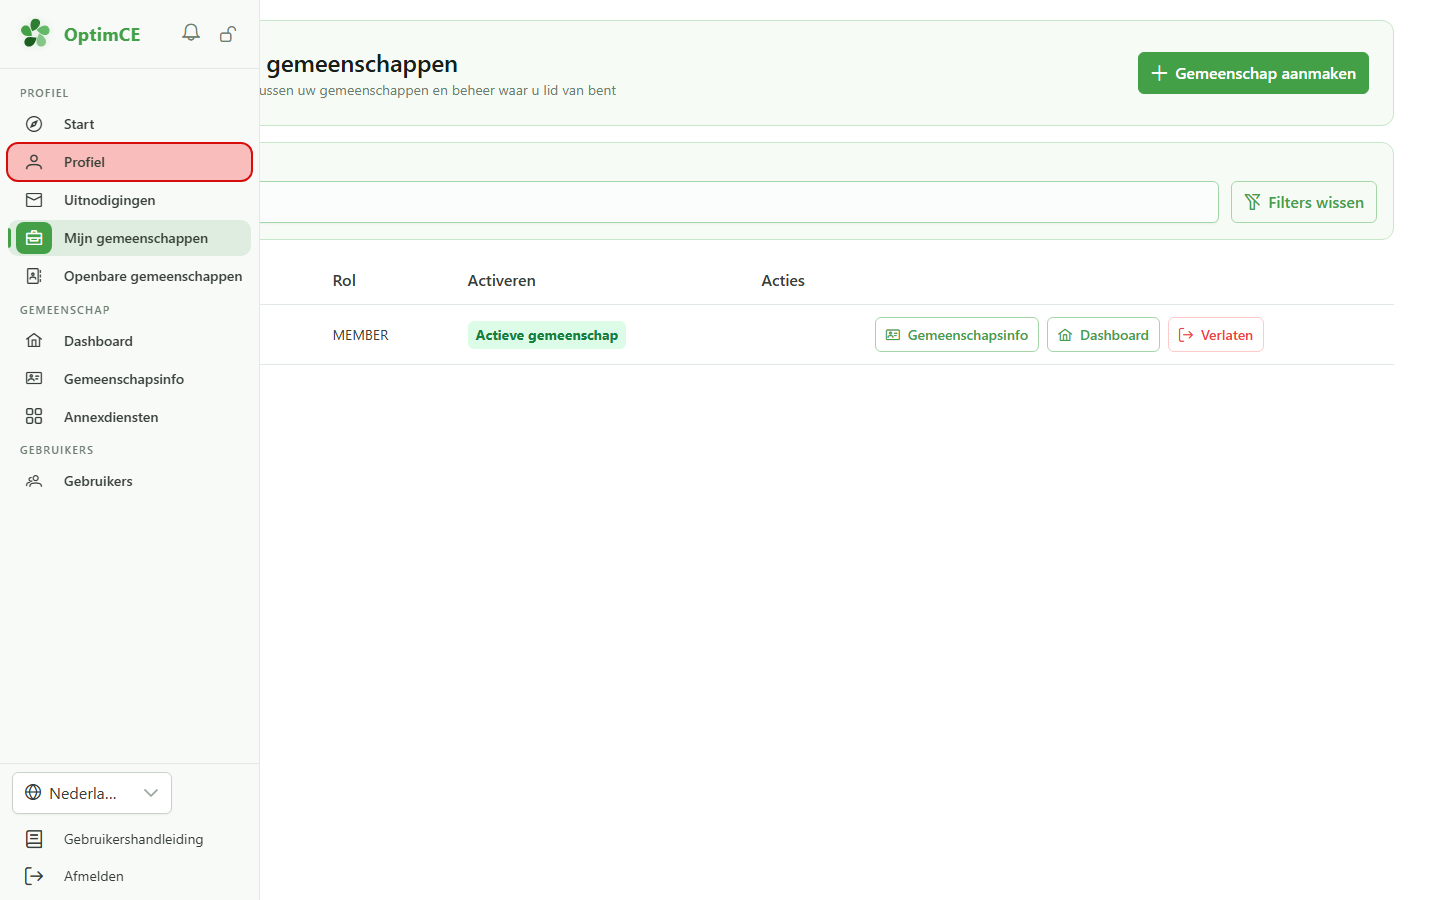 OptimCE
PROFIEL
Start
Profiel
Uitnodigingen
Mijn gemeenschappen
Openbare gemeenschappen
GEMEENSCHAP
Dashboard
Gemeenschapsinfo
Annexdiensten
GEBRUIKERS
Gebruikers
Nederla...
Gebruikershandleiding
Afmelden
gemeenschappen
ussen uw gemeenschappen en beheer waar u lid van bent
Gemeenschap aanmaken
Filters wissen
Rol Activeren Acties
MEMBER Actieve gemeenschap Gemeenschapsinfo Dashboard Verlaten